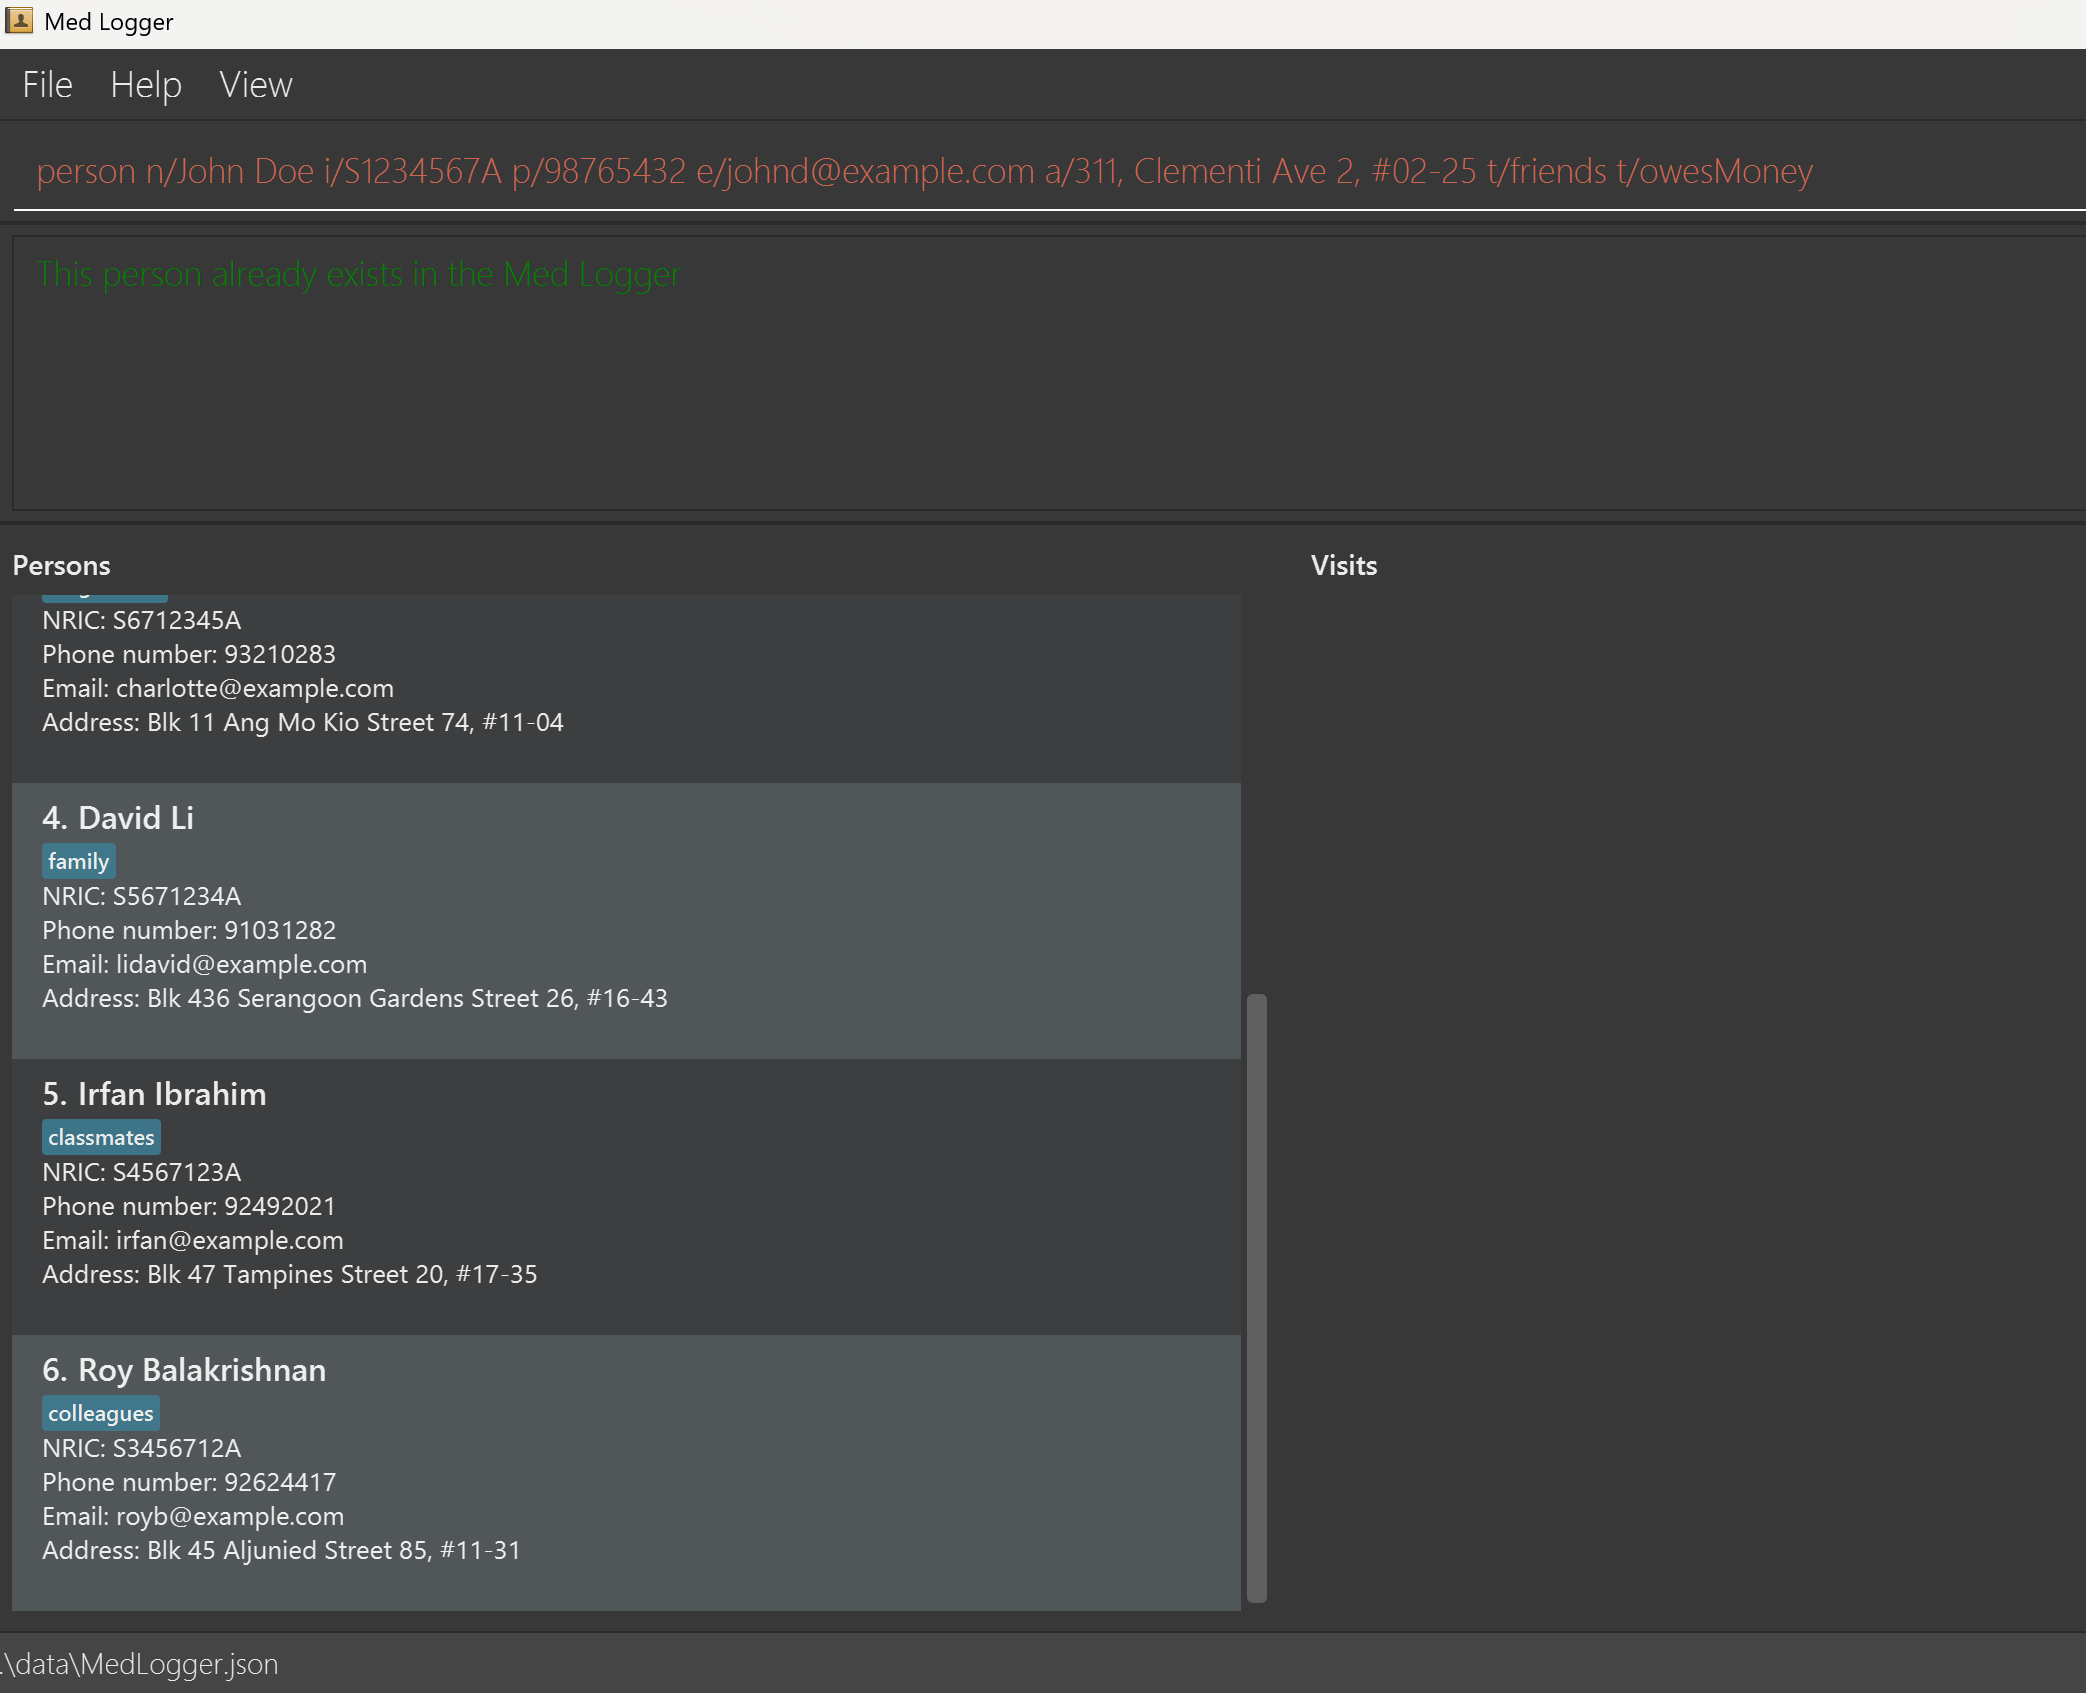 Med Logger
File Help View
person n/John Doe i/S1234567A p/98765432 e/johnd@example.com a/311, Clementi Ave 2, #02-25 t/friends t/owesMoney
This person already exists in the Med Logger
Persons
Visits
NRIC: S6712345A
Phone number: 93210283
Email: charlotte@example.com
Address: Blk 11 Ang Mo Kio Street 74, #11-04
4. David Li
family
NRIC: S5671234A
Phone number: 91031282
Email: lidavid@example.com
Address: Blk 436 Serangoon Gardens Street 26, #16-43
5. Irfan Ibrahim
classmates
NRIC: S4567123A
Phone number: 92492021
Email: irfan@example.com
Address: Blk 47 Tampines Street 20, #17-35
6. Roy Balakrishnan
colleagues
NRIC: S3456712A
Phone number: 92624417
Email: royb@example.com
Address: Blk 45 Aljunied Street 85, #11-31
.\data\MedLogger.json